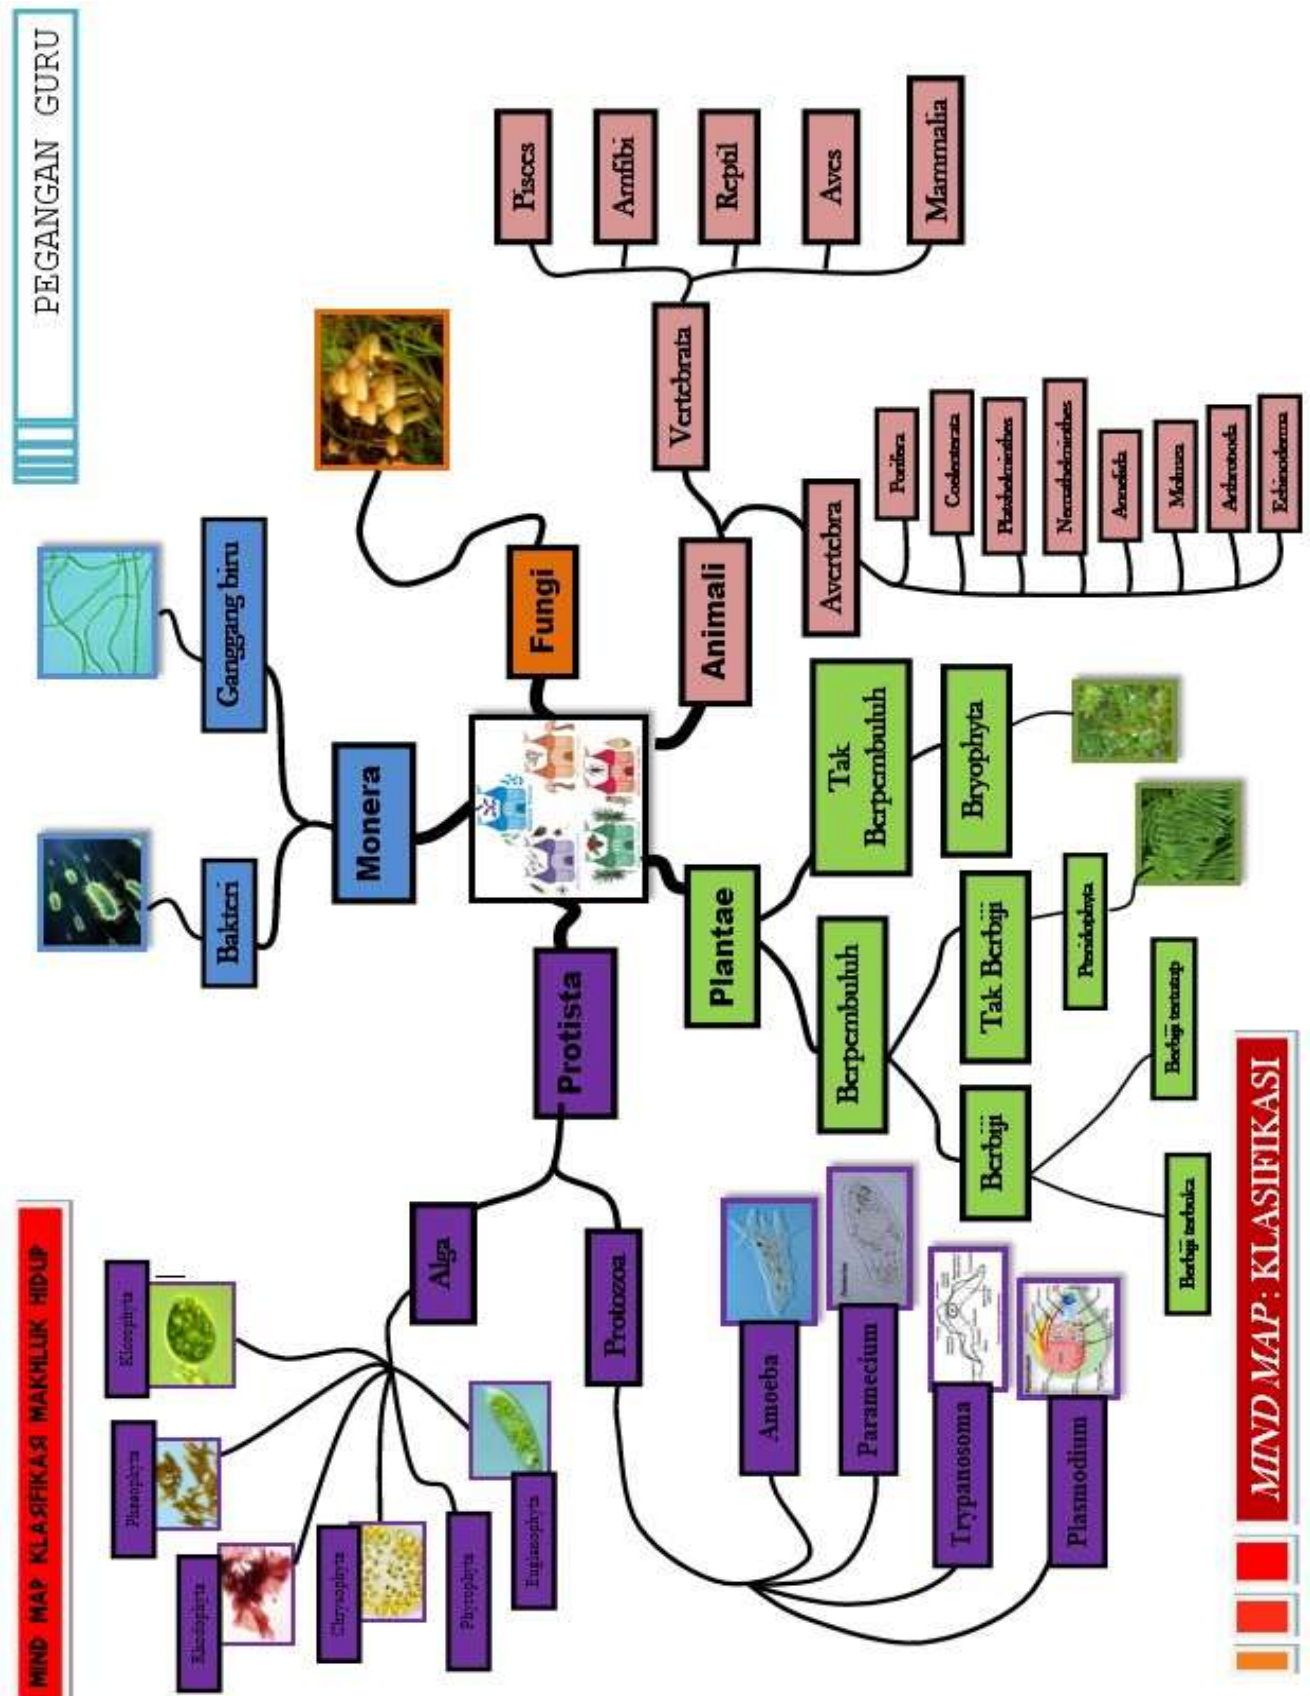 MIND MAP KLASIFIKASI MAKHLUK HIDUP
PEGANGAN GURU
Bakteri
Ganggang biru
Monera
Fungi
Protista
Alga
Klorophyta
Phaeophyta
Rhodophyta
Chrysophyta
Phyrophyta
Euglenophyta
Protozoa
Amoeba
Paramecium
Trypanosoma
Plasmodium
Plantae
Berpembuluh
Tak
Berpembuluh
Berbiji
Tak Berbiji
Bryophyta
Pteridophyta
Berbiji terbuka
Berbiji tertutup
Animali
Vertebrata
Pisces
Amfibi
Reptil
Aves
Mammalia
Avertebra
Porifera
Coelenterata
Platyhelminthes
Nemathelminthes
Annelida
Molusca
Arthropoda
Echinoderma
MIND MAP : KLASIFIKASI